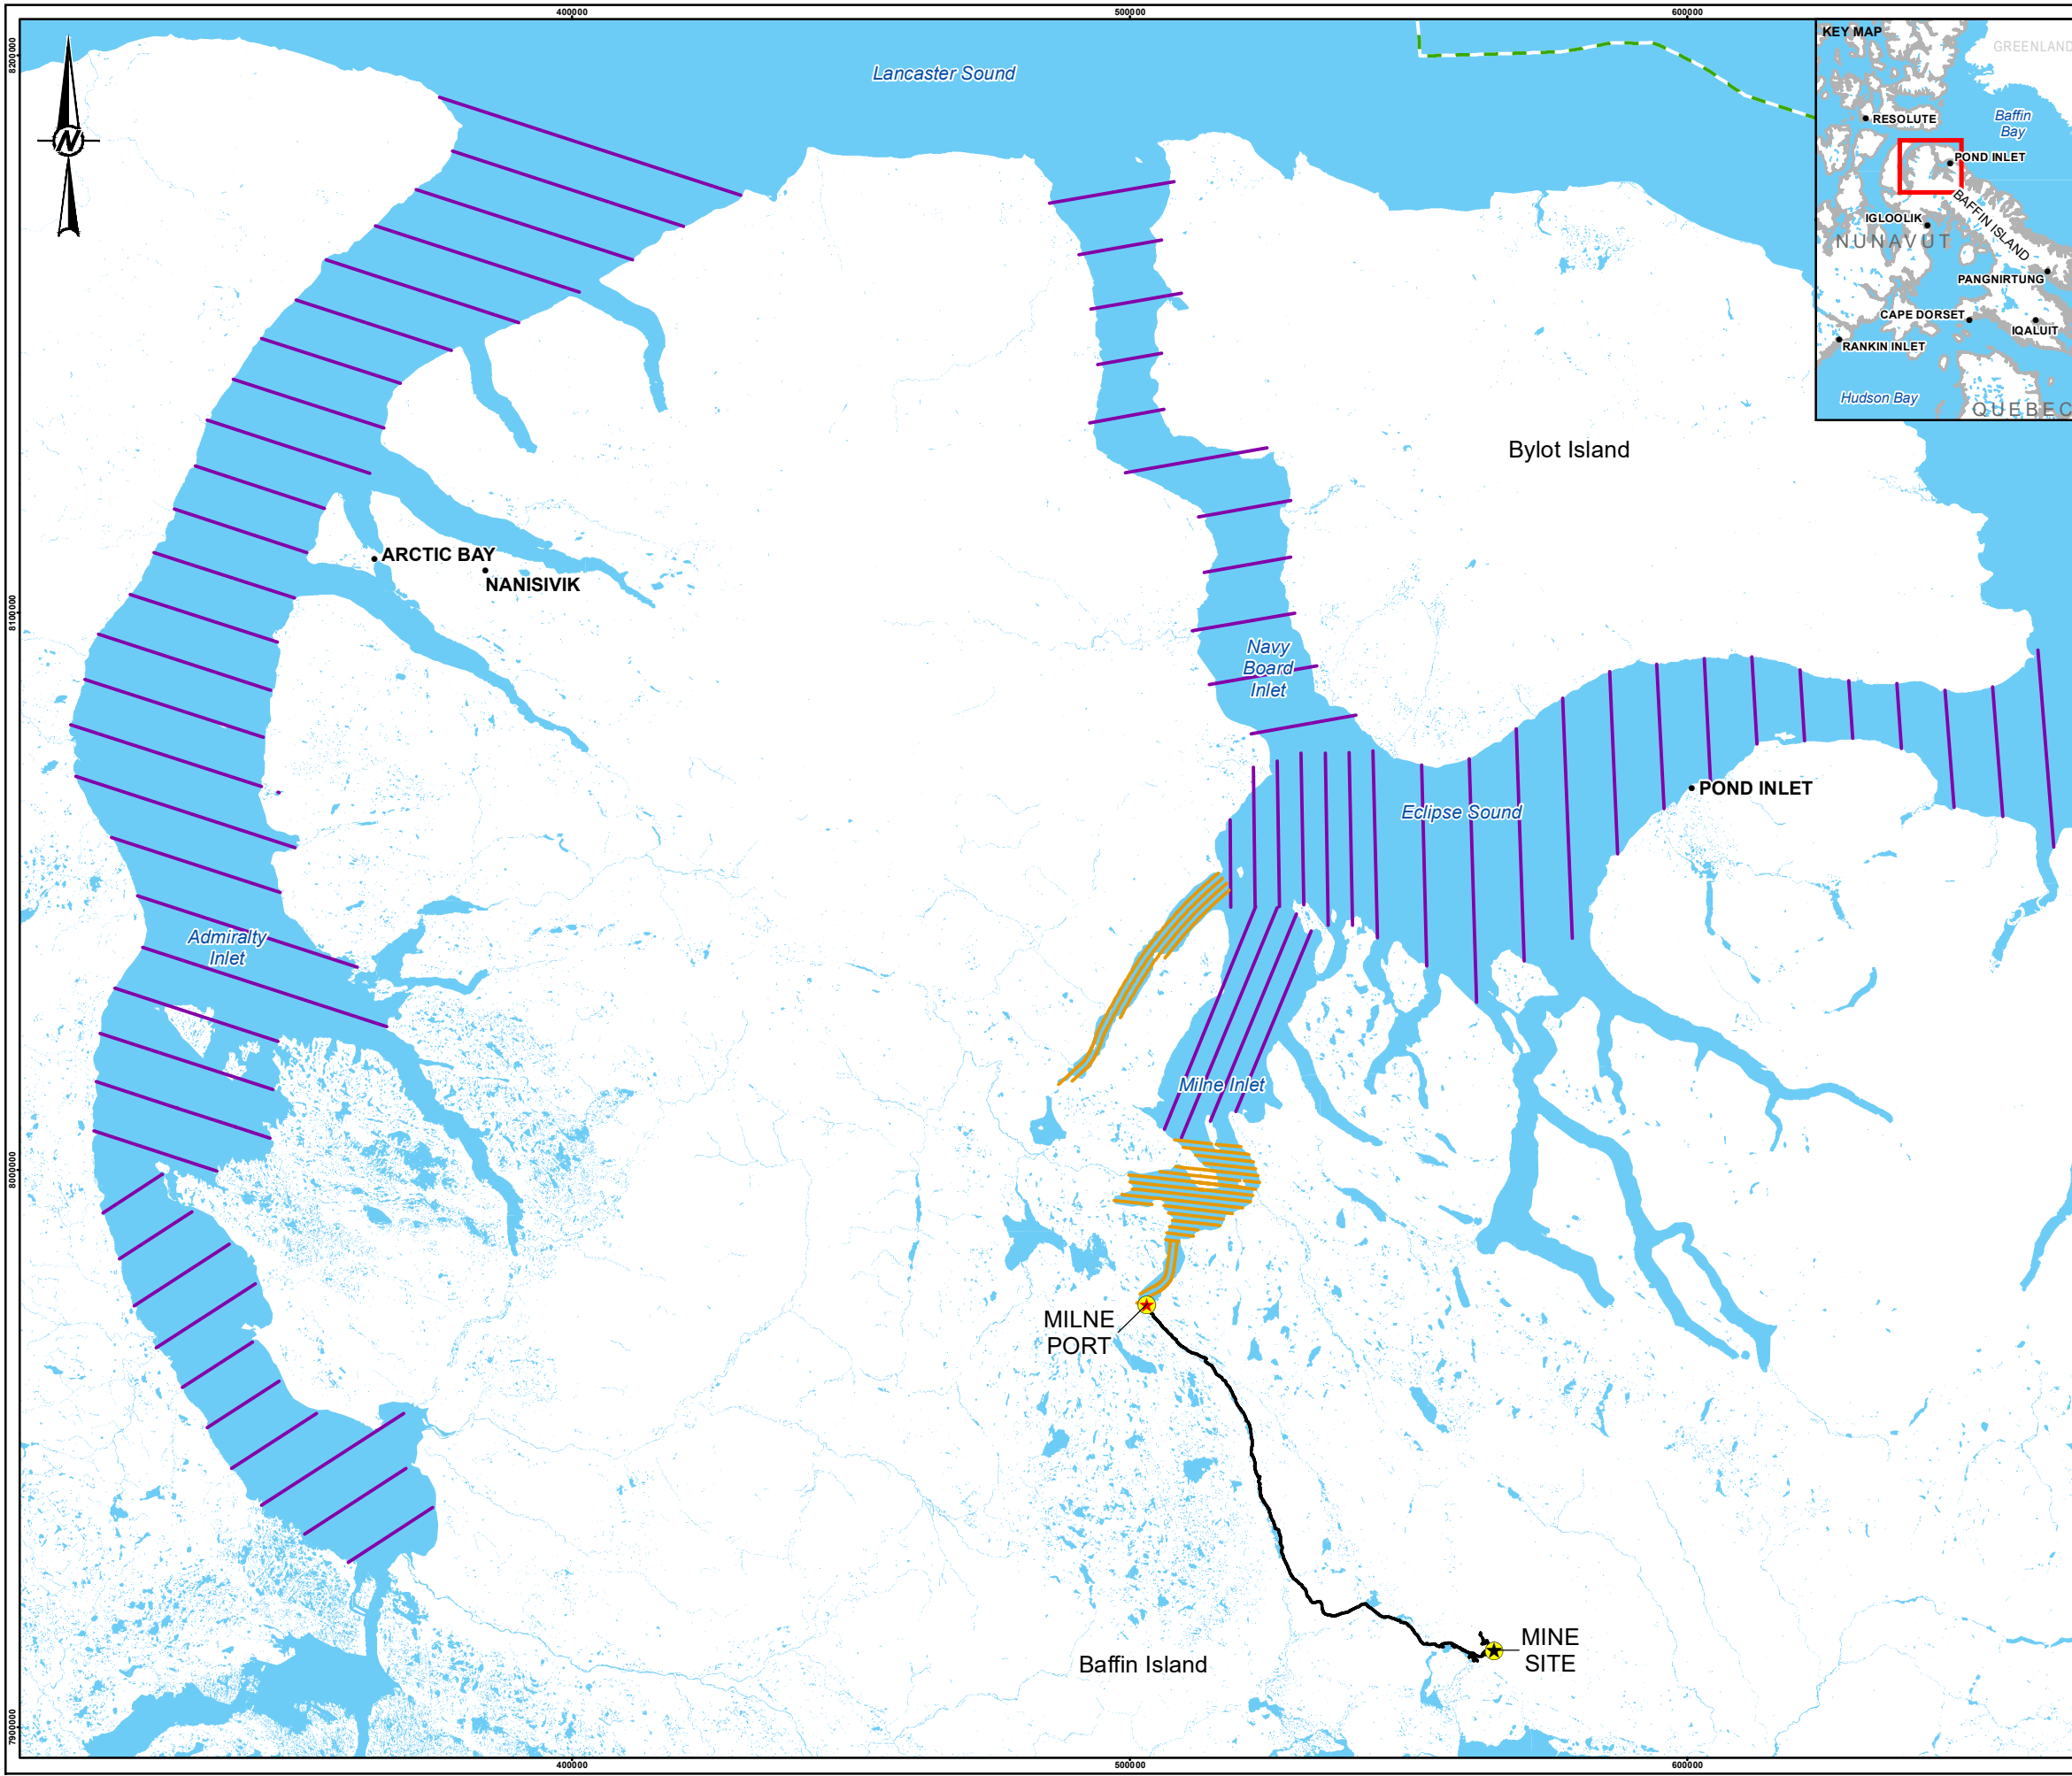 400000
500000
600000
8200000
Lancaster Sound
KEY MAP
GREENLAND
Baffin
Bay
RESOLUTE
POND INLET
BAFFIN ISLAND
IGLOOLIK
NUNAVUT
PANGNIRTUNG
CAPE DORSET
IQALUIT
RANKIN INLET
Hudson Bay
QUEBEC
N
Bylot Island
ARCTIC BAY
NANISIVIK
8100000
Navy
Board
Inlet
POND INLET
Eclipse Sound
Admiralty
Inlet
Milne Inlet
8000000
MILNE
PORT
MINE
SITE
Baffin Island
7900000
400000
500000
600000